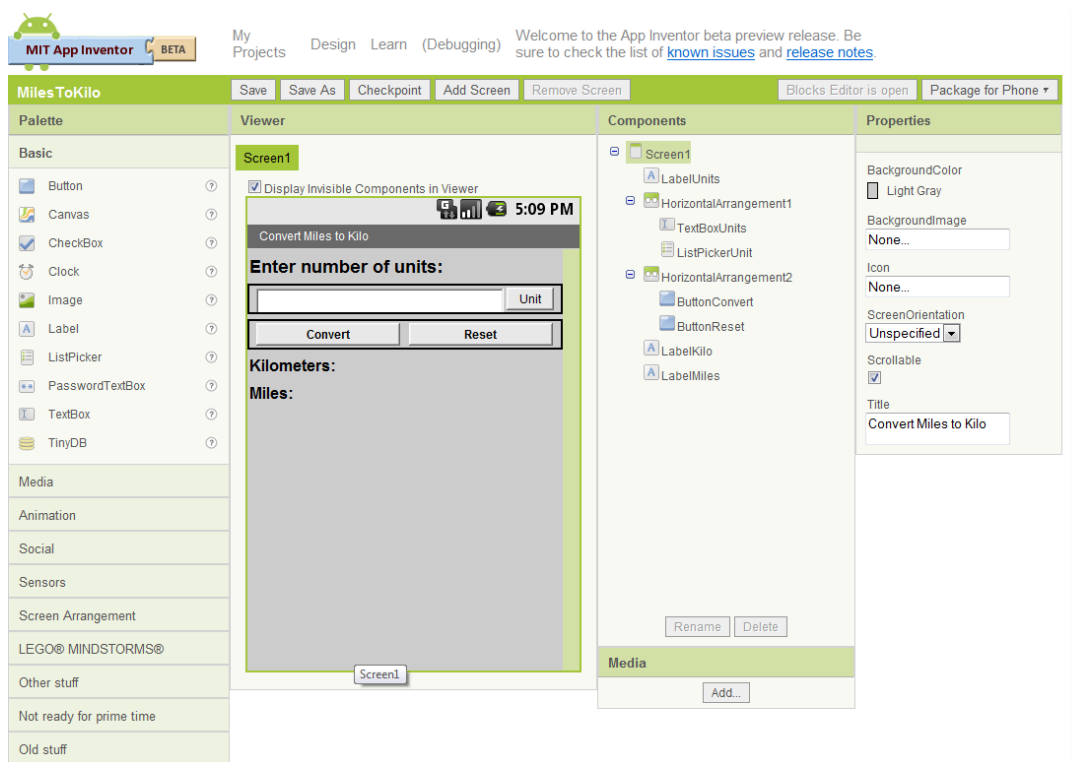 MIT App Inventor BETA
My Projects Design Learn (Debugging)
Welcome to the App Inventor beta preview release. Be
sure to check the list of known issues and release notes.
MilesToKilo
Save Save As Checkpoint Add Screen Remove Screen Blocks Editor is open Package for Phone
Palette
Basic
Button ?
Canvas ?
CheckBox ?
Clock ?
Image ?
A Label ?
ListPicker ?
PasswordTextBox ?
TextBox ?
TinyDB ?
Media
Animation
Social
Sensors
Screen Arrangement
LEGO® MINDSTORMS®
Other stuff
Not ready for prime time
Old stuff
Viewer
Screen1
Display Invisible Components in Viewer
G 5:09 PM
Convert Miles to Kilo
Enter number of units:
Unit
Convert Reset
Kilometers:
Miles:
Screen1
Components
Screen1
A LabelUnits
HorizontalArrangement1
TextBoxUnits
ListPickerUnit
HorizontalArrangement2
ButtonConvert
ButtonReset
A LabelKilo
A LabelMiles
Rename Delete
Media
Add...
Properties
BackgroundColor
Light Gray
BackgroundImage
None...
Icon
None...
ScreenOrientation
Unspecified
Scrollable
Title
Convert Miles to Kilo